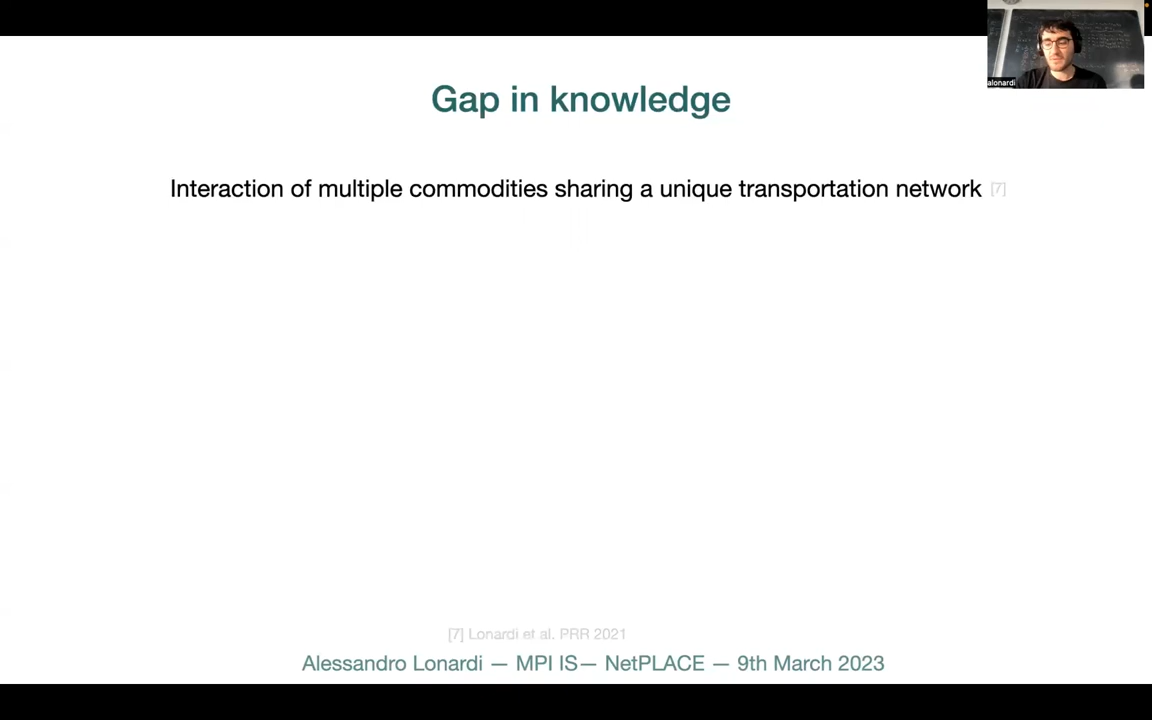 alonardi
Gap in knowledge
Interaction of multiple commodities sharing a unique transportation network [7]
[7] Lonardi et al. PRR 2021
Alessandro Lonardi — MPI IS— NetPLACE — 9th March 2023